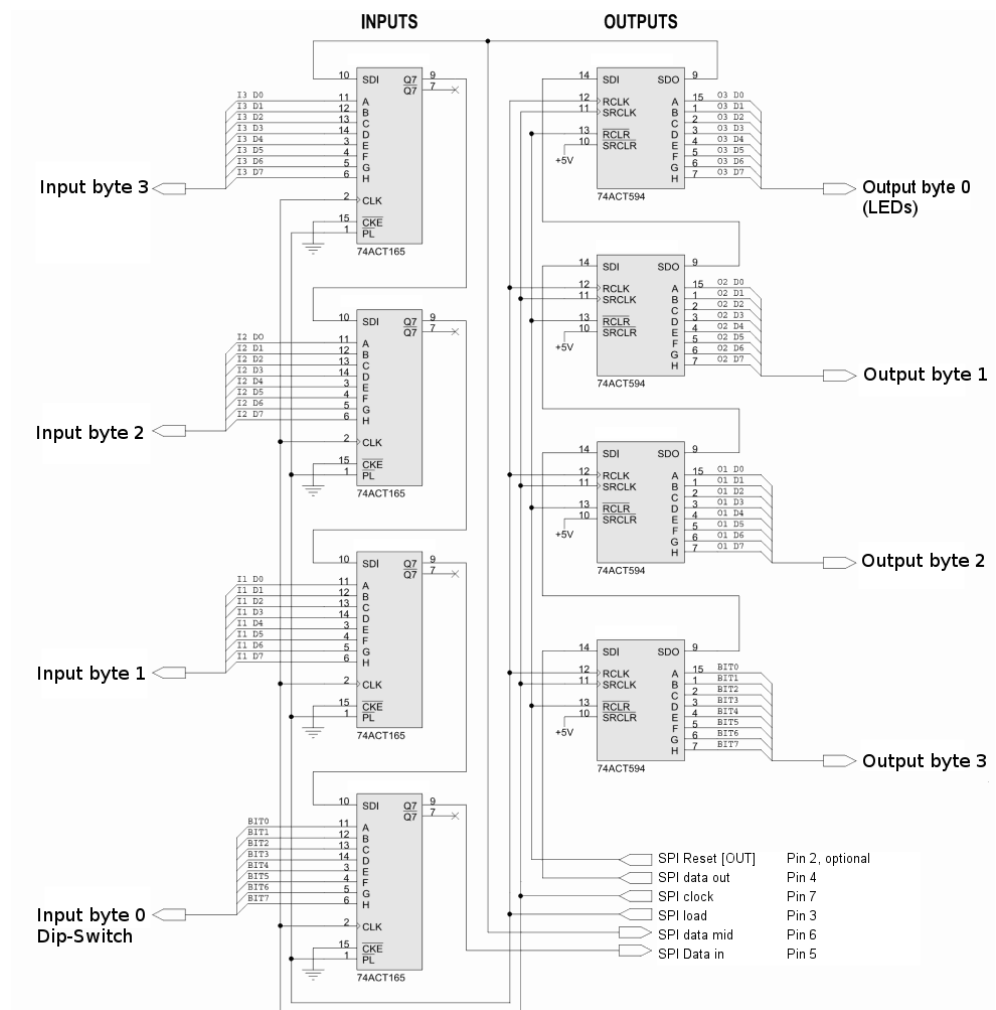 INPUTS
OUTPUTS
10 SDI Q7 9
Q7 7
I3 D0 11 A
I3 D1 12 B
I3 D2 13 C
I3 D3 14 D
I3 D4 3 E
I3 D5 4 F
I3 D6 5 G
I3 D7 6 H
Input byte 3
2 CLK
15 CKE
1 PL
74ACT165
10 SDI Q7 9
Q7 7
I2 D0 11 A
I2 D1 12 B
I2 D2 13 C
I2 D3 14 D
I2 D4 3 E
I2 D5 4 F
I2 D6 5 G
I2 D7 6 H
Input byte 2
2 CLK
15 CKE
1 PL
74ACT165
10 SDI Q7 9
Q7 7
I1 D0 11 A
I1 D1 12 B
I1 D2 13 C
I1 D3 14 D
I1 D4 3 E
I1 D5 4 F
I1 D6 5 G
I1 D7 6 H
Input byte 1
2 CLK
15 CKE
1 PL
74ACT165
10 SDI Q7 9
Q7 7
BIT0 11 A
BIT1 12 B
BIT2 13 C
BIT3 14 D
BIT4 3 E
BIT5 4 F
BIT6 5 G
BIT7 6 H
Input byte 0
Dip-Switch
2 CLK
15 CKE
1 PL
74ACT165
14 SDI SDO 9
12 RCLK A 15 O3 D0
11 SRCLK B 1 O3 D1
C 2 O3 D2
13 RCLR D 3 O3 D3
10 SRCLR E 4 O3 D4
+5V F 5 O3 D5
G 6 O3 D6
H 7 O3 D7
74ACT594
Output byte 0
(LEDs)
14 SDI SDO 9
12 RCLK A 15 O2 D0
11 SRCLK B 1 O2 D1
C 2 O2 D2
13 RCLR D 3 O2 D3
10 SRCLR E 4 O2 D4
+5V F 5 O2 D5
G 6 O2 D6
H 7 O2 D7
74ACT594
Output byte 1
14 SDI SDO 9
12 RCLK A 15 O1 D0
11 SRCLK B 1 O1 D1
C 2 O1 D2
13 RCLR D 3 O1 D3
10 SRCLR E 4 O1 D4
+5V F 5 O1 D5
G 6 O1 D6
H 7 O1 D7
74ACT594
Output byte 2
14 SDI SDO 9
12 RCLK A 15 BIT0
11 SRCLK B 1 BIT1
C 2 BIT2
13 RCLR D 3 BIT3
10 SRCLR E 4 BIT4
+5V F 5 BIT5
G 6 BIT6
H 7 BIT7
74ACT594
Output byte 3
SPI Reset [OUT] Pin 2, optional
SPI data out Pin 4
SPI clock Pin 7
SPI load Pin 3
SPI data mid Pin 6
SPI Data in Pin 5